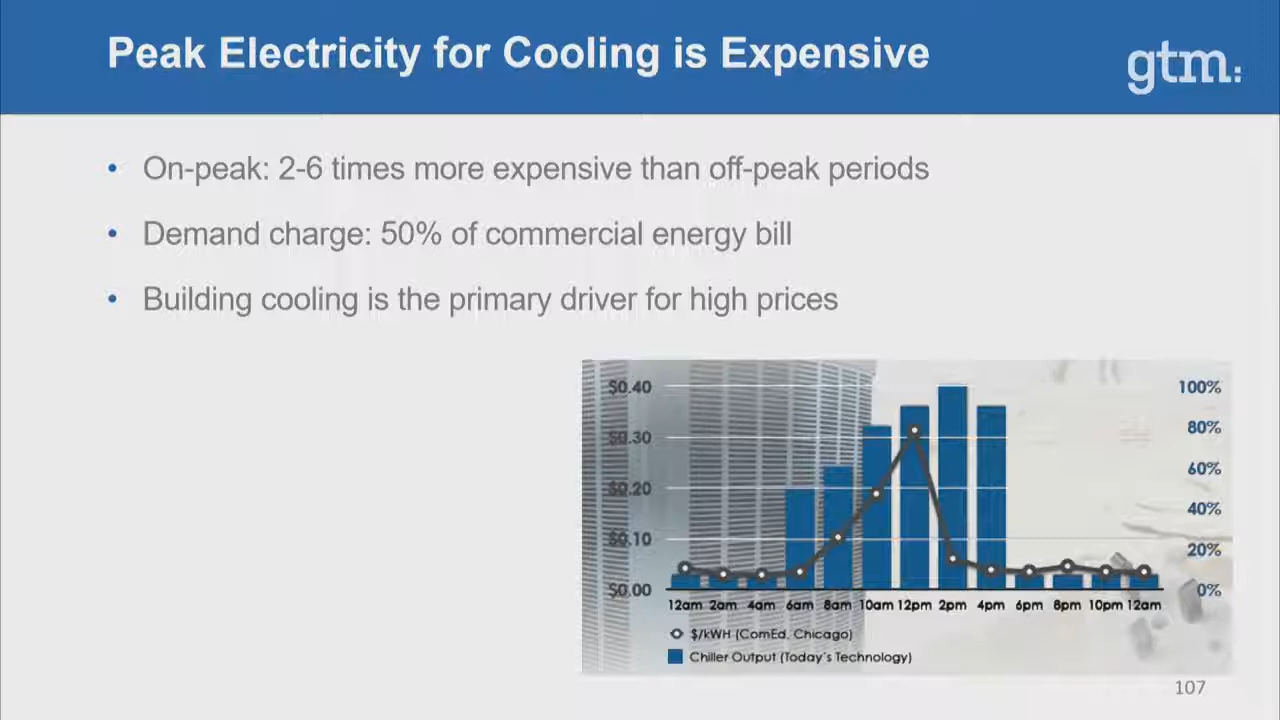 Peak Electricity for Cooling is Expensive
gtm:
• On-peak: 2-6 times more expensive than off-peak periods
• Demand charge: 50% of commercial energy bill
• Building cooling is the primary driver for high prices
$0.40 100%
$0.30 80%
60%
$0.20 40%
$0.10 20%
$0.00 0%
12am 2am 4am 6am 8am 10am 12pm 2pm 4pm 6pm 8pm 10pm 12am
$/kWH (ComEd, Chicago)
Chiller Output (Today's Technology)
107